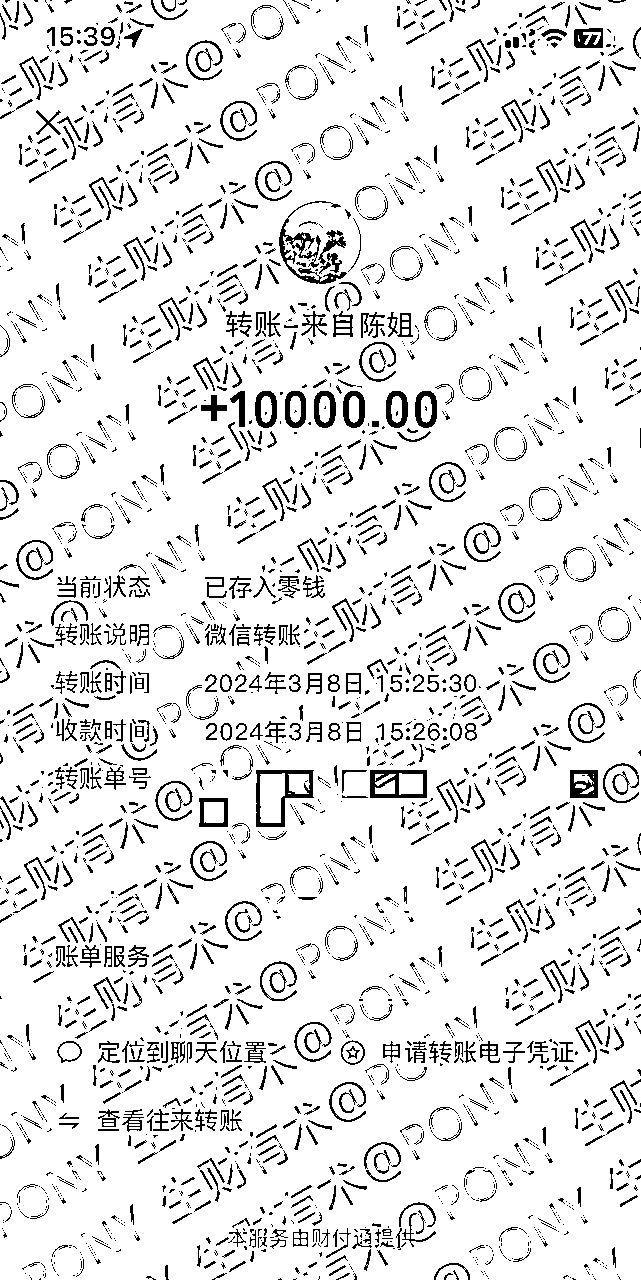 15:39
77
转账-来自陈姐
+10000.00
当前状态 已存入零钱
转账说明 微信转账
转账时间 2024年3月8日 15:25:30
收款时间 2024年3月8日 15:26:08
转账单号
账单服务
定位到聊天位置 申请转账电子凭证
查看往来转账
本服务由财付通提供
生财有术@PONY